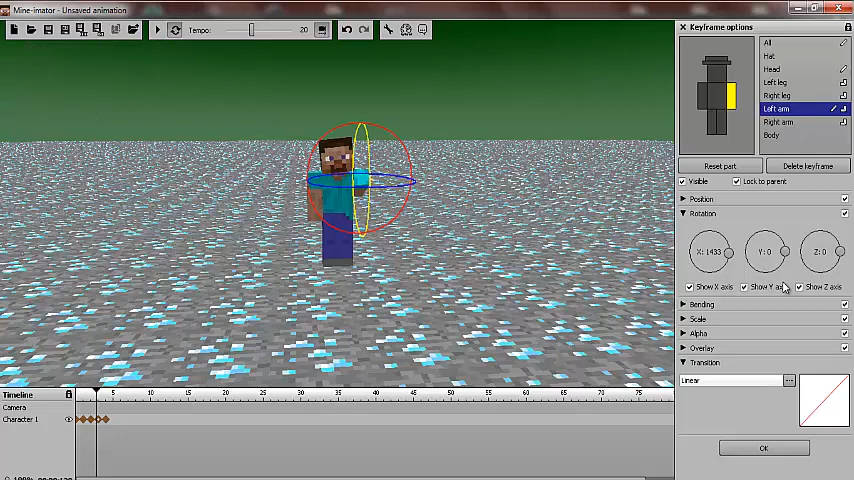 Mine-imator - Unsaved animation
Tempo: 20
Keyframe options
All
Hat
Head
Left leg
Right leg
Left arm
Right arm
Body
Reset part Delete keyframe
Visible Lock to parent
Position
Rotation
X: 1433 Y: 0 Z: 0
Show X axis Show Y axis Show Z axis
Bending
Scale
Alpha
Overlay
Transition
Linear
OK
Timeline 5 10 15 20 25 30 35 40 45 50 55 60 65 70 75
Camera
Character 1